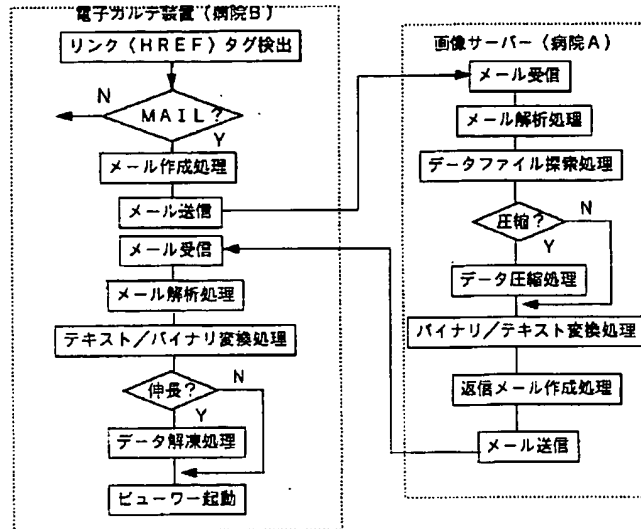 電子カルテ装置（病院B）
リンク（HREF）タグ検出
N
MAIL？
Y
メール作成処理
メール送信
メール受信
メール解析処理
テキスト／バイナリ変換処理
伸長？
N
Y
データ解凍処理
ビューワー起動
画像サーバー（病院A）
メール受信
メール解析処理
データファイル探索処理
圧縮？
N
Y
データ圧縮処理
バイナリ／テキスト変換処理
返信メール作成処理
メール送信